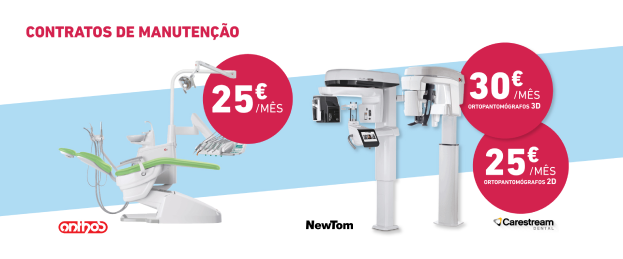 CONTRATOS DE MANUTENÇÃO
25€
/MÊS
30€
/MÊS
ORTOPANTOMÓGRAFOS 3D
25€
/MÊS
ORTOPANTOMÓGRAFOS 2D
NewTom
Carestream
DENTAL